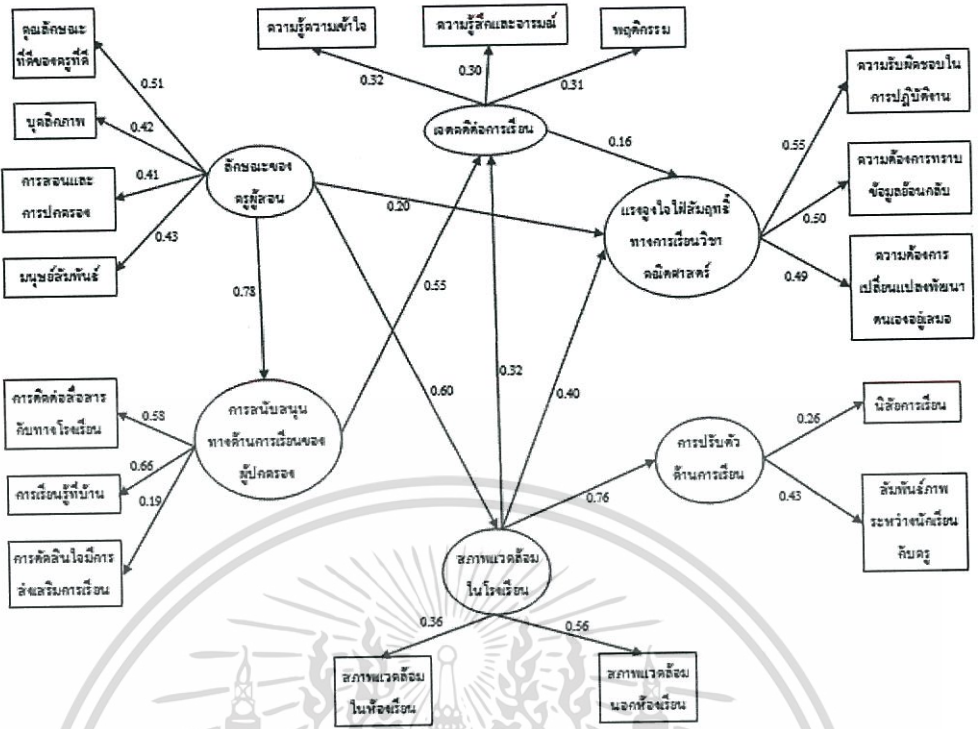 คุณลักษณะ
ที่ดีของครูที่ดี
บุคลิกภาพ
การสอนและ
การปกครอง
มนุษย์สัมพันธ์
0.51
0.42
0.41
0.43
ลักษณะของ
ครูผู้สอน
ความรู้ความเข้าใจ
ความรู้สึกและอารมณ์
พฤติกรรม
0.32
0.30
0.31
เจตคติต่อการเรียน
0.16
0.20
แรงจูงใจใฝ่สัมฤทธิ์
ทางการเรียนวิชา
คณิตศาสตร์
0.55
0.50
0.49
ความรับผิดชอบใน
การปฏิบัติงาน
ความต้องการทราบ
ข้อมูลย้อนกลับ
ความต้องการ
เปลี่ยนแปลงพัฒนา
ตนเองอยู่เสมอ
0.78
0.55
0.60
0.32
0.40
การติดต่อสื่อสาร
กับทางโรงเรียน
การเรียนรู้ที่บ้าน
การตัดสินใจมีการ
ส่งเสริมการเรียน
0.58
0.66
0.19
การสนับสนุน
ทางด้านการเรียนของ
ผู้ปกครอง
0.76
การปรับตัว
ด้านการเรียน
0.26
0.43
นิสัยการเรียน
สัมพันธ์ภาพ
ระหว่างนักเรียน
กับครู
สภาพแวดล้อม
ในโรงเรียน
0.36
0.56
สภาพแวดล้อม
ในห้องเรียน
สภาพแวดล้อม
นอกห้องเรียน